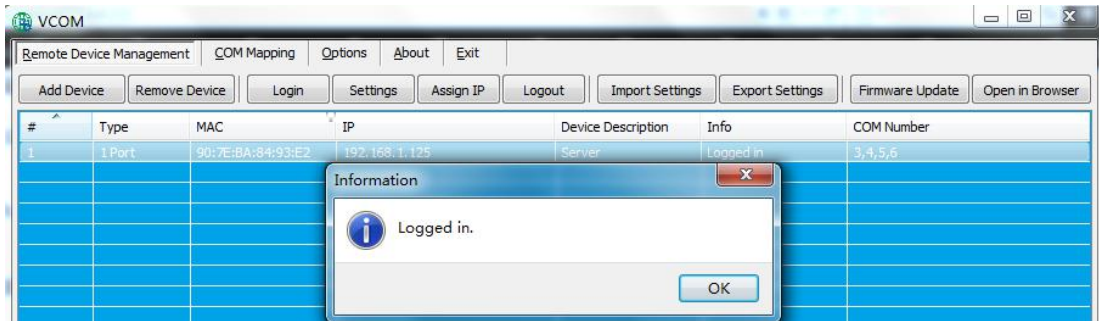 VCOM
Remote Device Management COM Mapping Options About Exit
Add Device Remove Device Login Settings Assign IP Logout Import Settings Export Settings Firmware Update Open in Browser
# Type MAC IP Device Description Info COM Number
1 1 Port 90:7E:BA:84:93:E2 192.168.1.125 Server Logged in 3,4,5,6
Information
Logged in.
OK